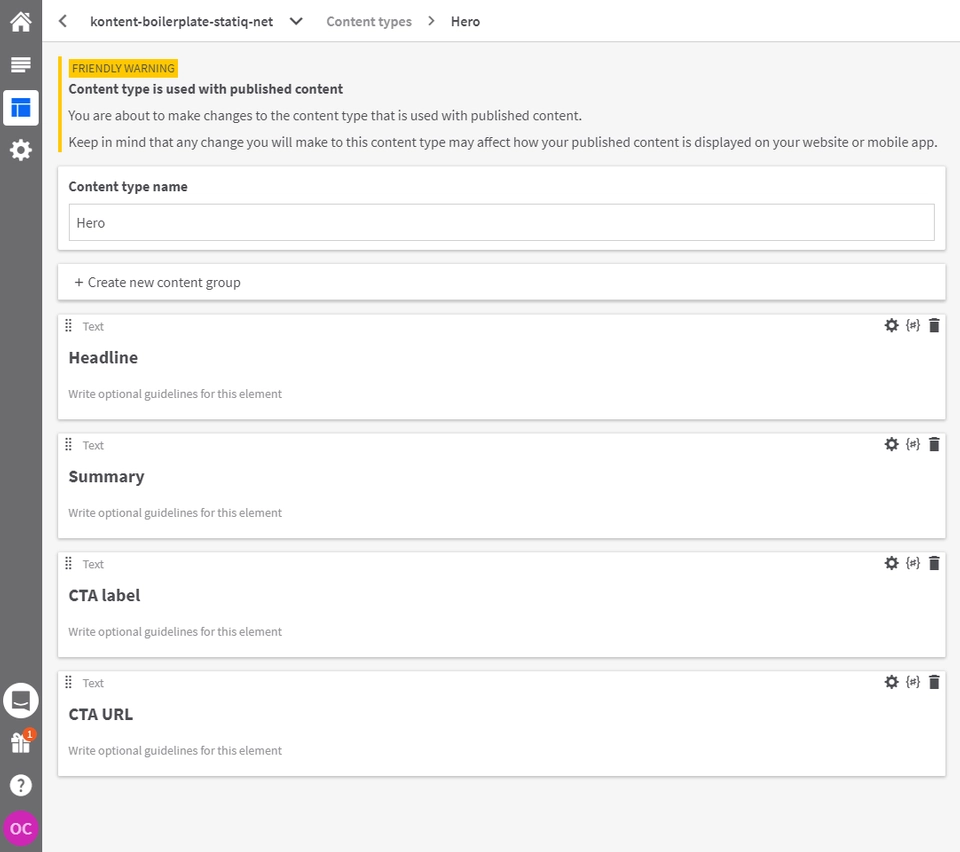 kontent-boilerplate-statiq-net Content types Hero
FRIENDLY WARNING
Content type is used with published content
You are about to make changes to the content type that is used with published content.
Keep in mind that any change you will make to this content type may affect how your published content is displayed on your website or mobile app.
Content type name
Hero
+ Create new content group
Text {#}
Headline
Write optional guidelines for this element
Text {#}
Summary
Write optional guidelines for this element
Text {#}
CTA label
Write optional guidelines for this element
Text {#}
CTA URL
Write optional guidelines for this element
1
?
OC